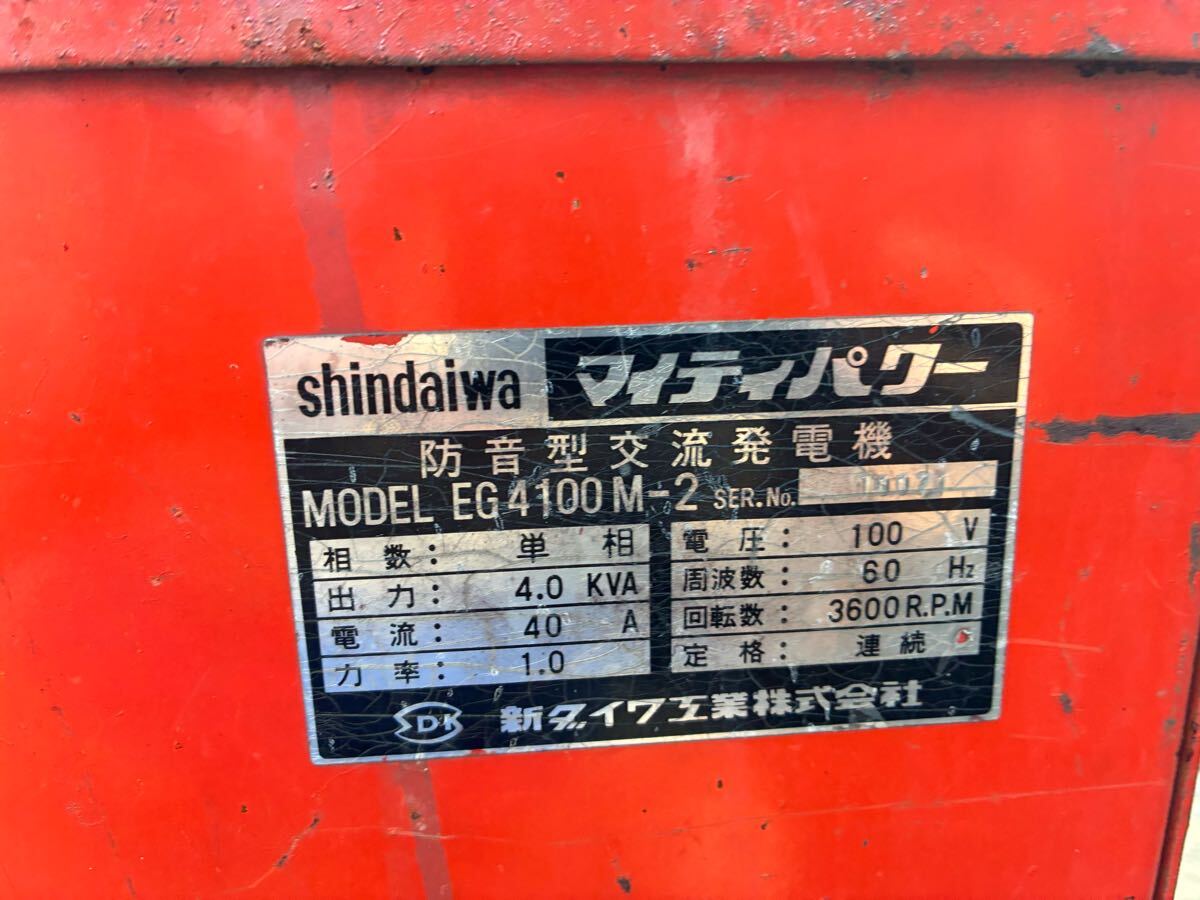 shindaiwa マイティパワー
防音型交流発電機
MODEL EG4100M-2 SER.No.
相数: 単相
出力: 4.0 KVA
電流: 40 A
力率: 1.0
電圧: 100 V
周波数: 60 Hz
回転数: 3600 R.P.M
定格: 連続
SDK 新ダイワ工業株式会社